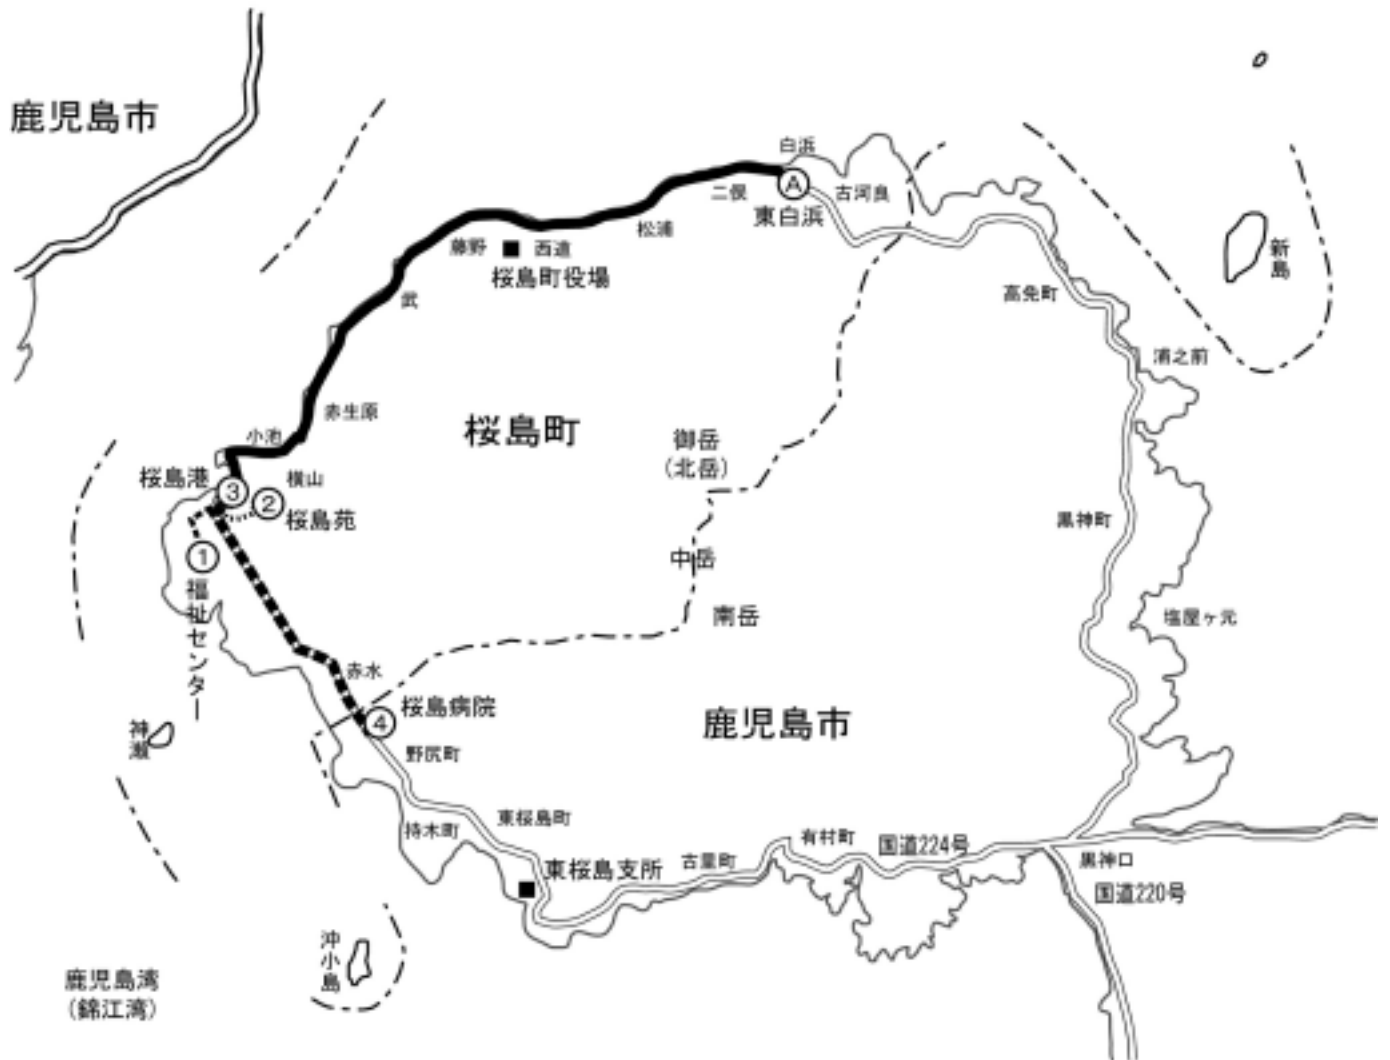 鹿児島市
白浜
Ⓐ
東白浜
古河良
二俣
松浦
藤野
西道
桜島町役場
武
新島
高免町
浦之前
赤生原
小池
桜島町
御岳
(北岳)
桜島港
③
横山
②
桜島苑
①
福祉センター
黒神町
中岳
南岳
塩屋ヶ元
赤水
④
桜島病院
神瀬
鹿児島市
野尻町
持木町
東桜島町
東桜島支所
古里町
有村町
国道224号
黒神口
国道220号
沖小島
鹿児島湾
(錦江湾)